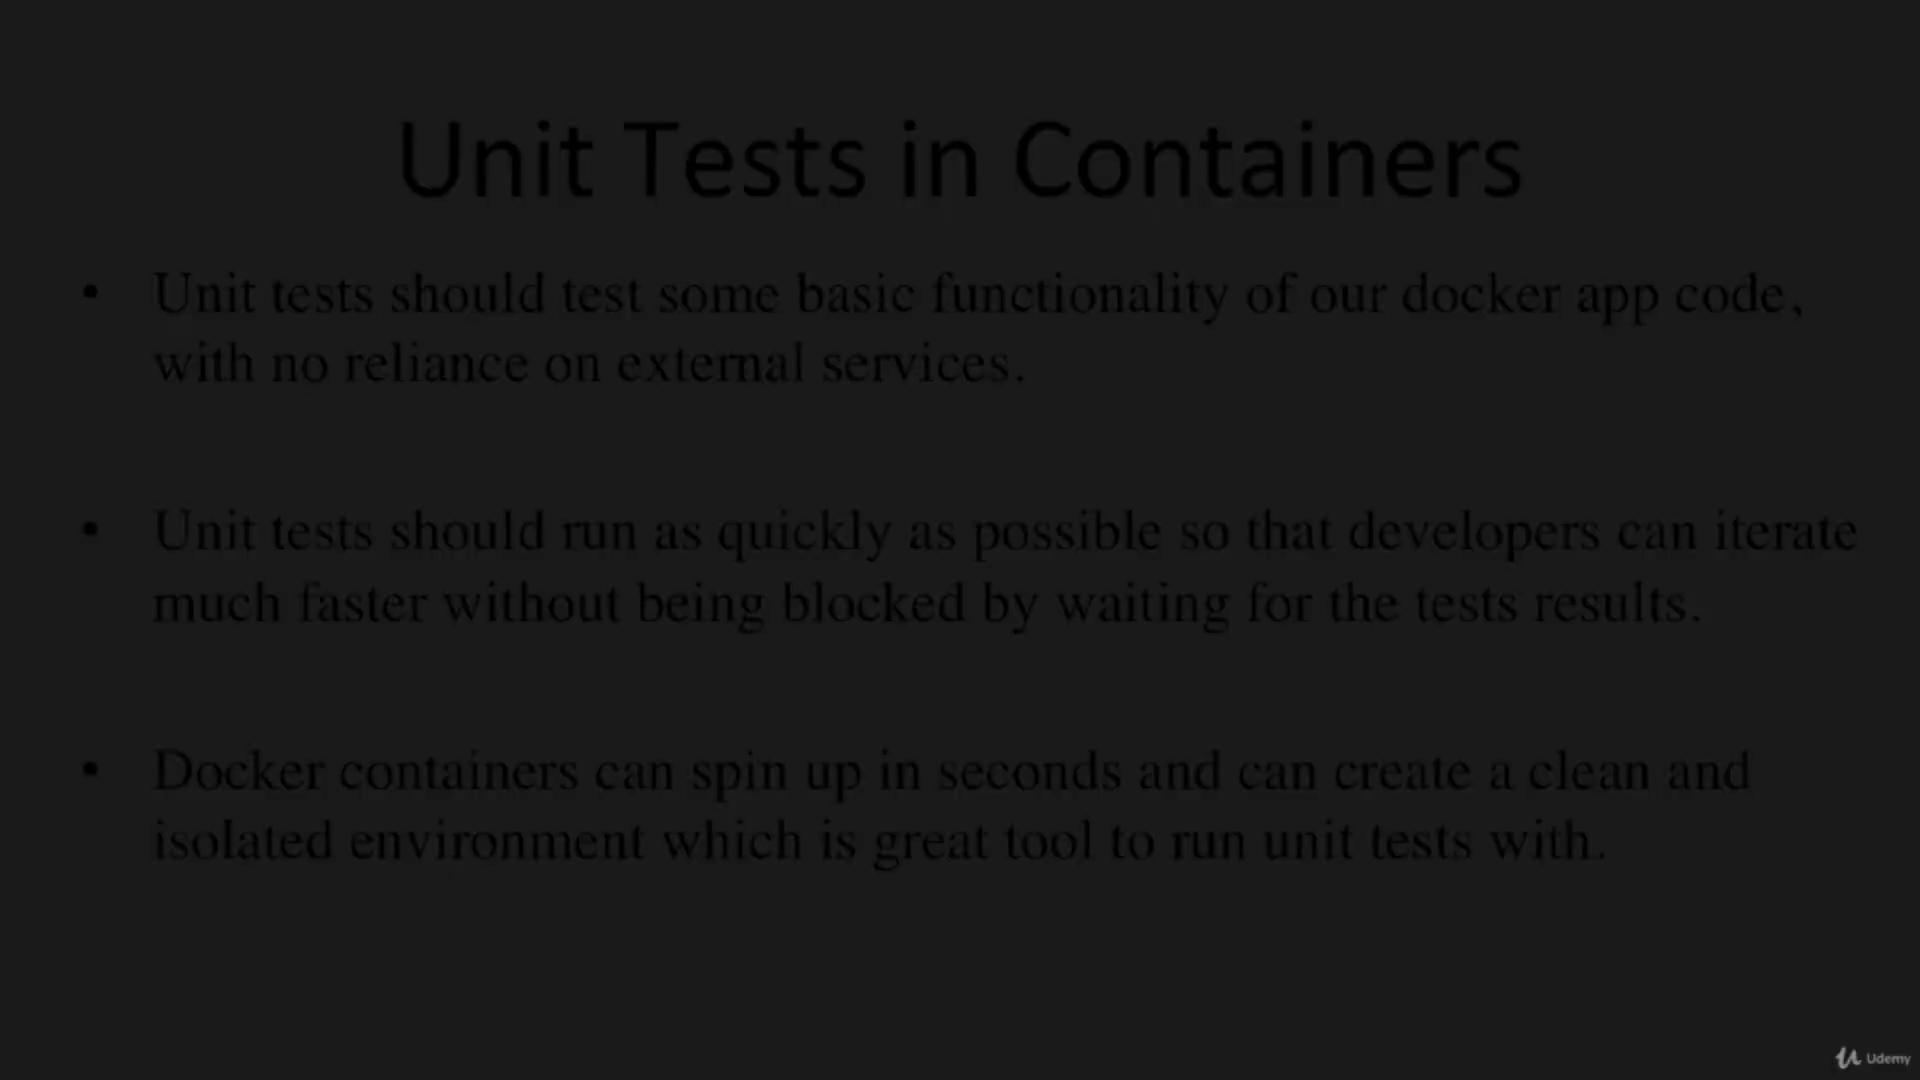 Unit Tests in Containers
• Unit tests should test some basic functionality of our docker app code,
with no reliance on external services.
• Unit tests should run as quickly as possible so that developers can iterate
much faster without being blocked by waiting for the tests results.
• Docker containers can spin up in seconds and can create a clean and
isolated environment which is great tool to run unit tests with.
Udemy